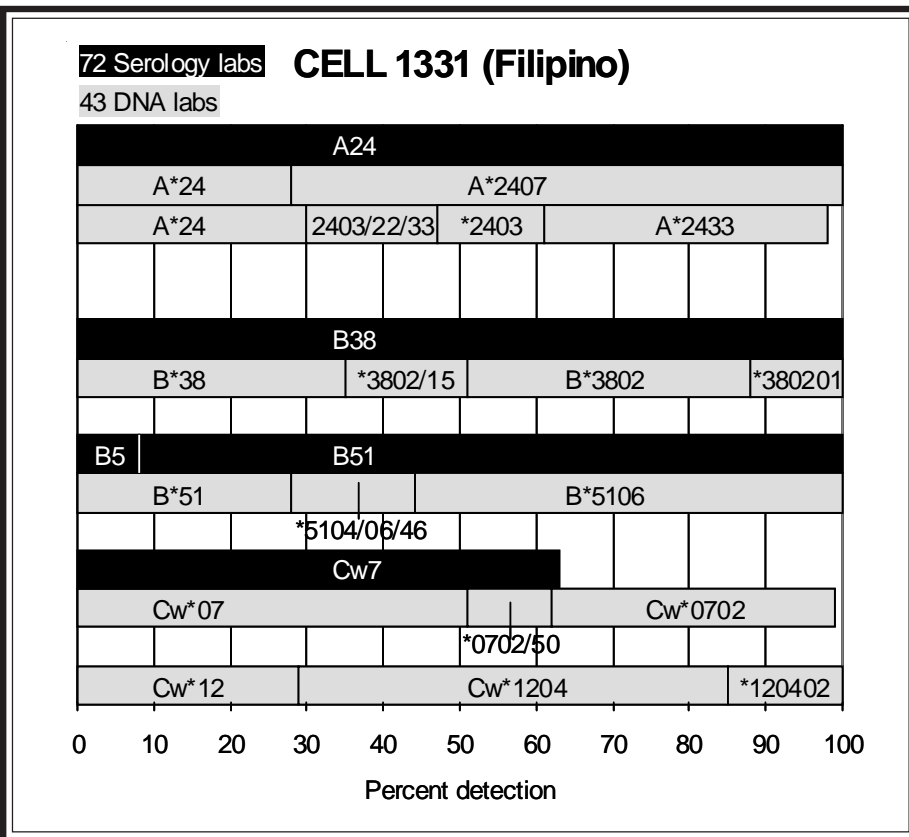 72 Serology labs CELL 1331 (Filipino)
43 DNA labs
A24
A*24 A*2407
A*24 2403/22/33 *2403 A*2433
B38
B*38 *3802/15 B*3802 *380201
B5 B51
B*51 B*5106
*5104/06/46
Cw7
Cw*07 Cw*0702
*0702/50
Cw*12 Cw*1204 *120402
0 10 20 30 40 50 60 70 80 90 100
Percent detection